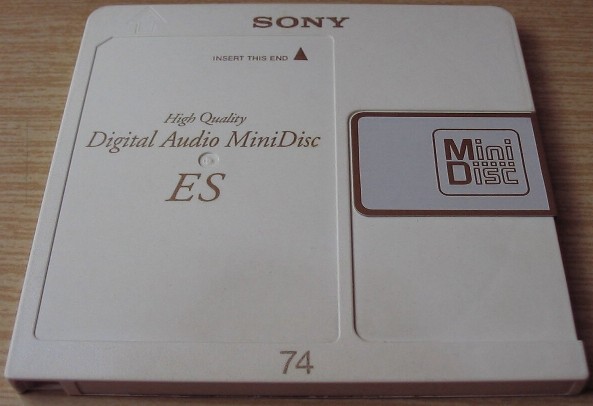 SONY
INSERT THIS END
High Quality
Digital Audio MiniDisc
ES
Mini
Disc
74